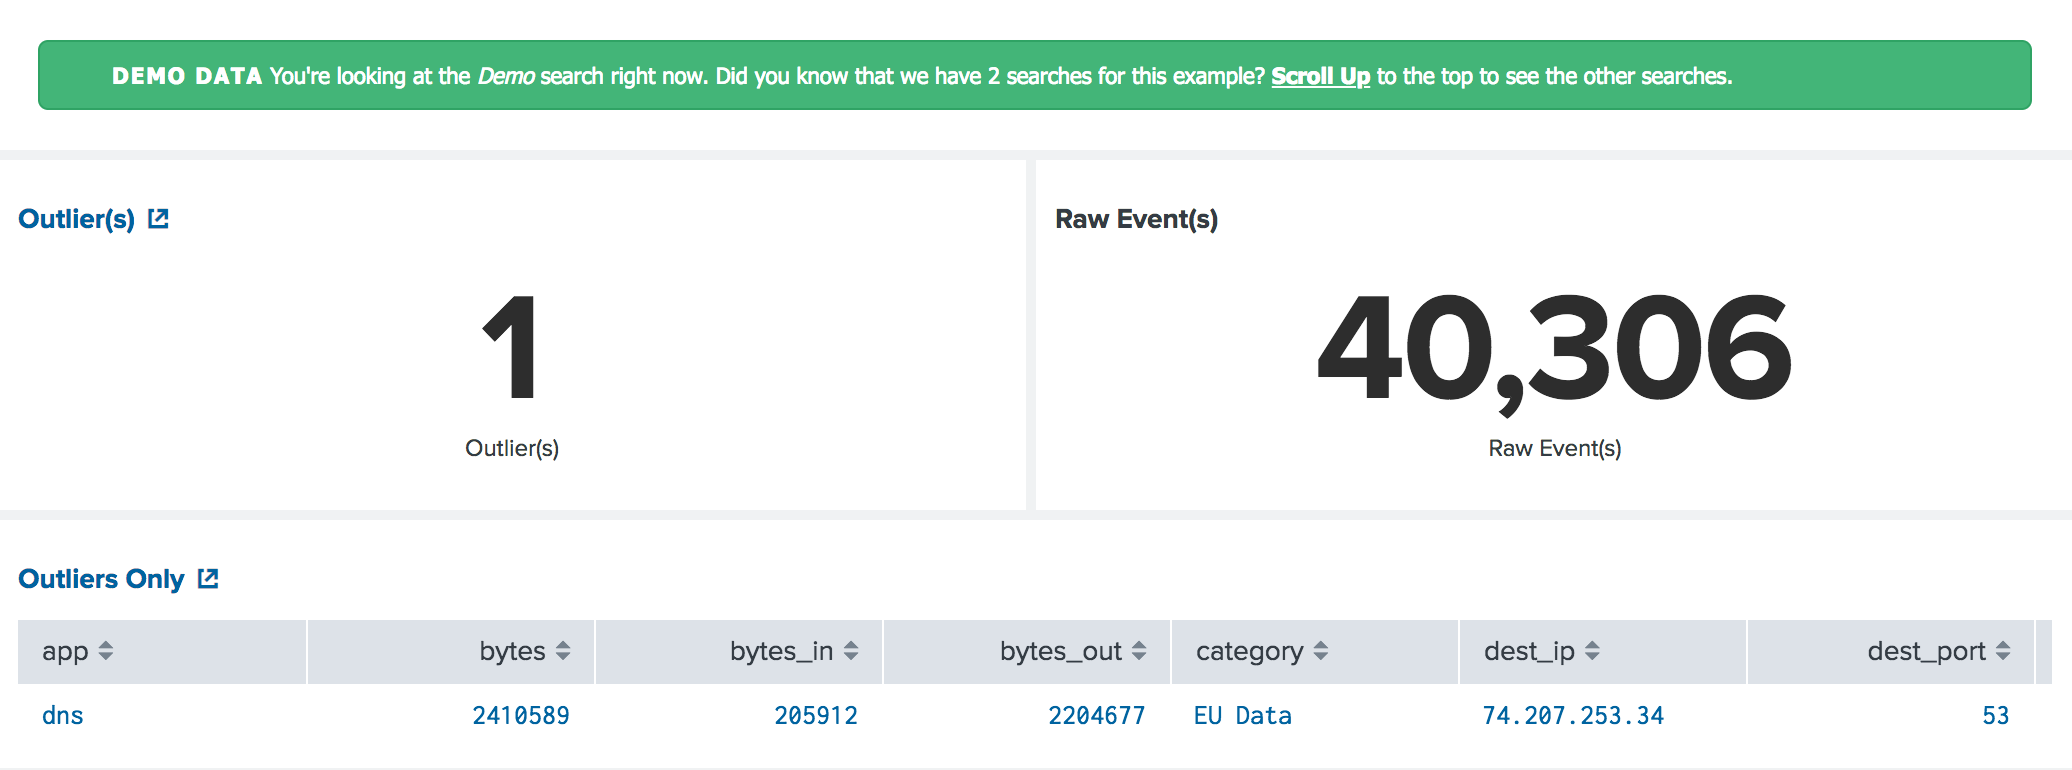 DEMO DATA You're looking at the Demo search right now. Did you know that we have 2 searches for this example? Scroll Up to the top to see the other searches.
Outlier(s)
1
Outlier(s)
Raw Event(s)
40,306
Raw Event(s)
Outliers Only
app bytes bytes_in bytes_out category dest_ip dest_port
dns 2410589 205912 2204677 EU Data 74.207.253.34 53